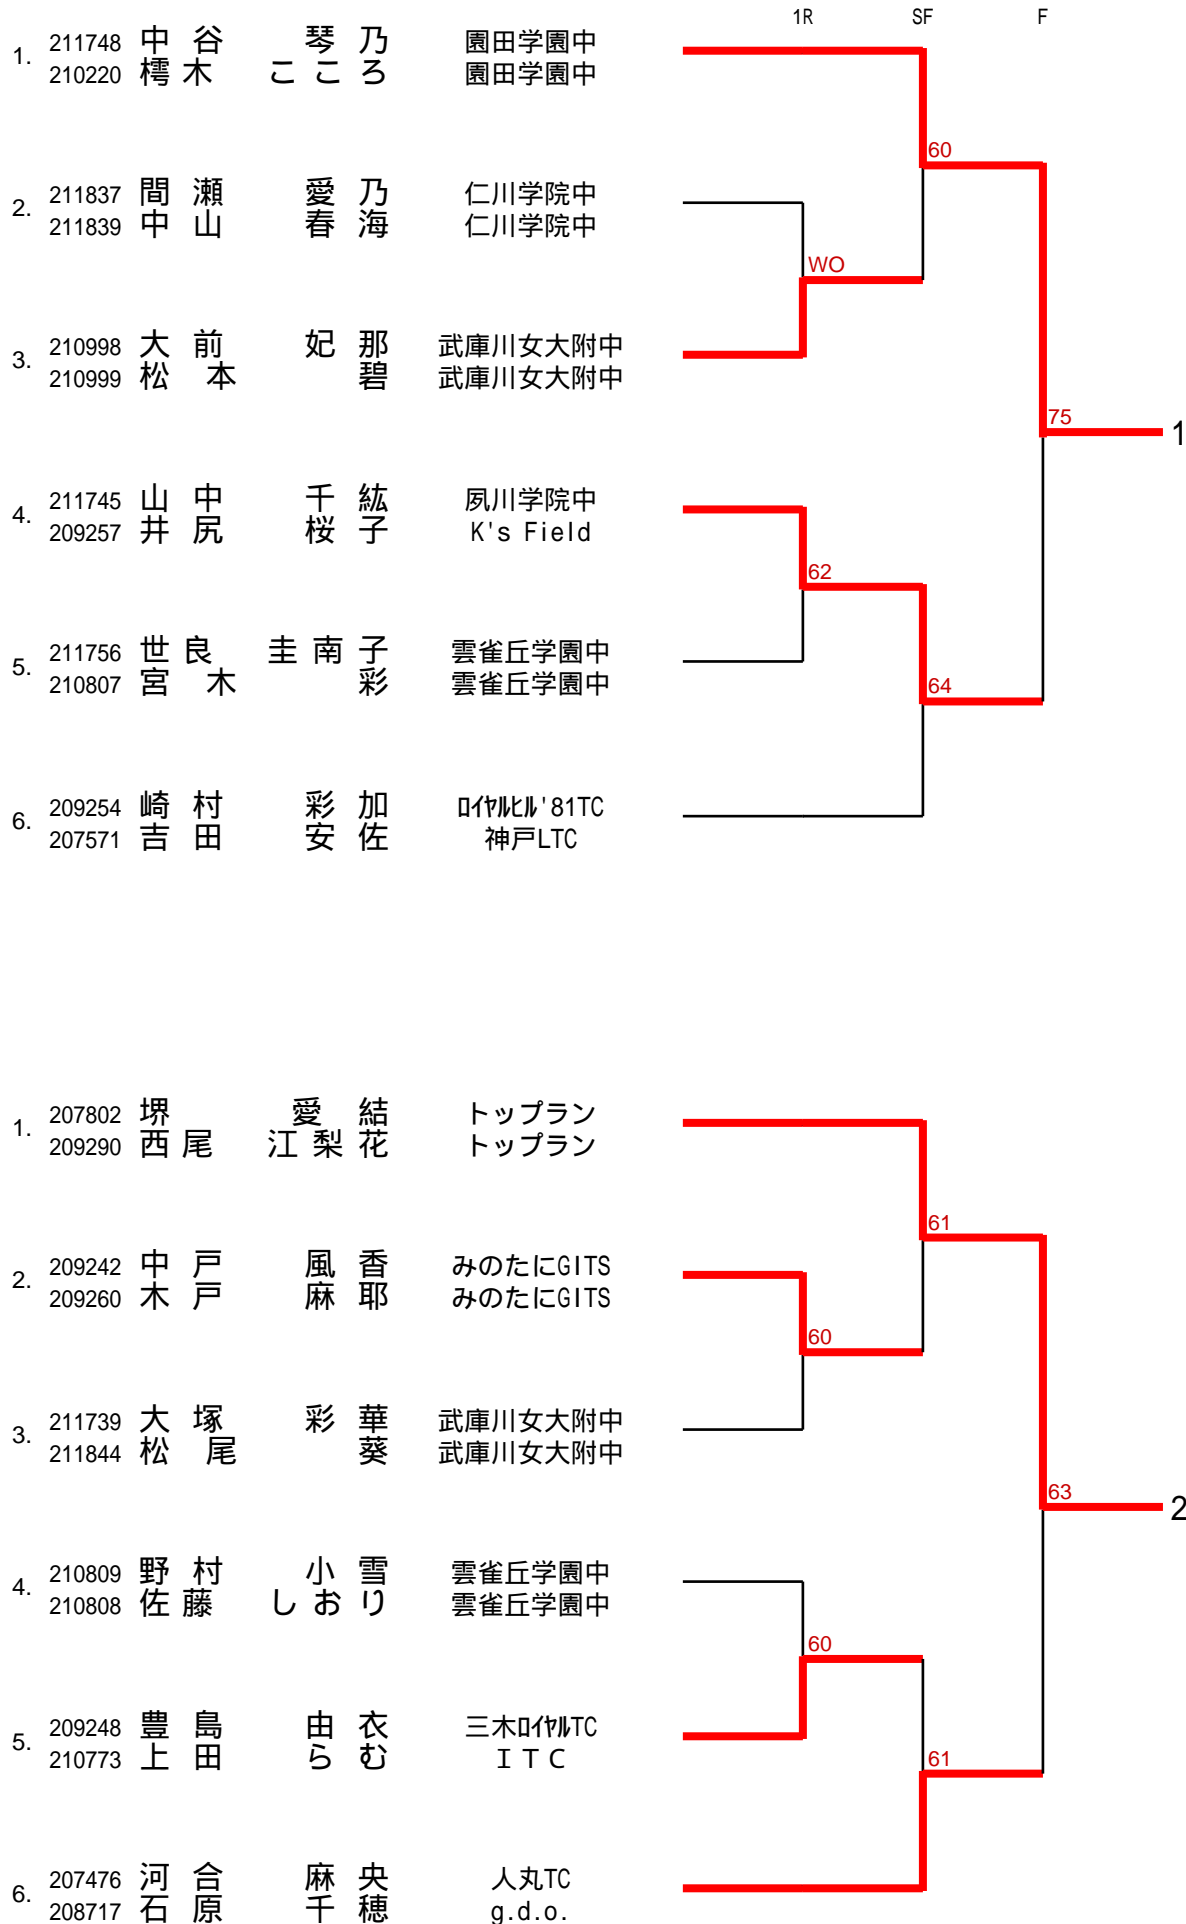 1R SF F
1. 211748 中谷 琴乃 園田学園中
210220 樗木 こころ 園田学園中
60
2. 211837 間瀬 愛乃 仁川学院中
211839 中山 春海 仁川学院中
WO
3. 210998 大前 妃那 武庫川女大附中
210999 松本 碧 武庫川女大附中
75
1
4. 211745 山中 千紘 夙川学院中
209257 井尻 桜子 K's Field
62
5. 211756 世良 圭南子 雲雀丘学園中
210807 宮木 彩 雲雀丘学園中
64
6. 209254 崎村 彩加 ﾛｲﾔﾙﾋﾙ'81TC
207571 吉田 安佐 神戸LTC
1. 207802 堺 愛結 トップラン
209290 西尾 江梨花 トップラン
61
2. 209242 中戸 風香 みのたにGITS
209260 木戸 麻耶 みのたにGITS
60
3. 211739 大塚 彩華 武庫川女大附中
211844 松尾 葵 武庫川女大附中
63
2
4. 210809 野村 小雪 雲雀丘学園中
210808 佐藤 しおり 雲雀丘学園中
60
5. 209248 豊島 由衣 三木ﾛｲﾔﾙTC
210773 上田 らむ ＩＴＣ
61
6. 207476 河合 麻央 人丸TC
208717 石原 千穂 g.d.o.